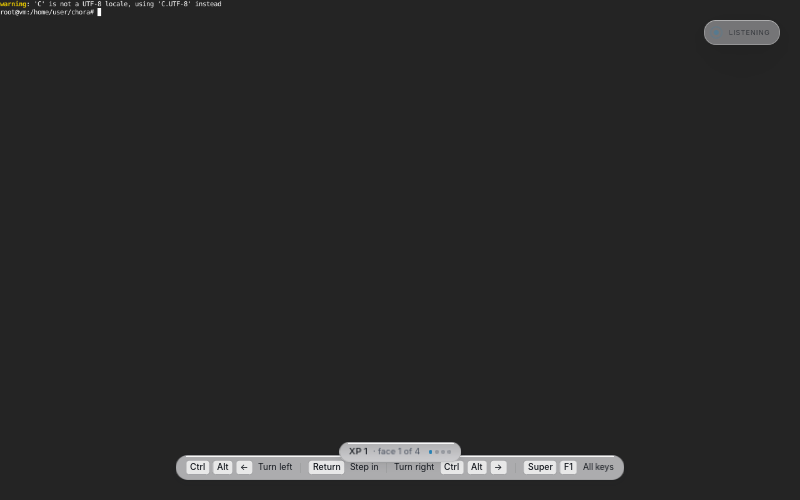 warning: 'C' is not a UTF-8 locale, using 'C.UTF-8' instead
root@vm:/home/user/chora#
LISTENING
XP 1 · face 1 of 4
Ctrl Alt ← Turn left Return Step in Turn right Ctrl Alt → Super F1 All keys